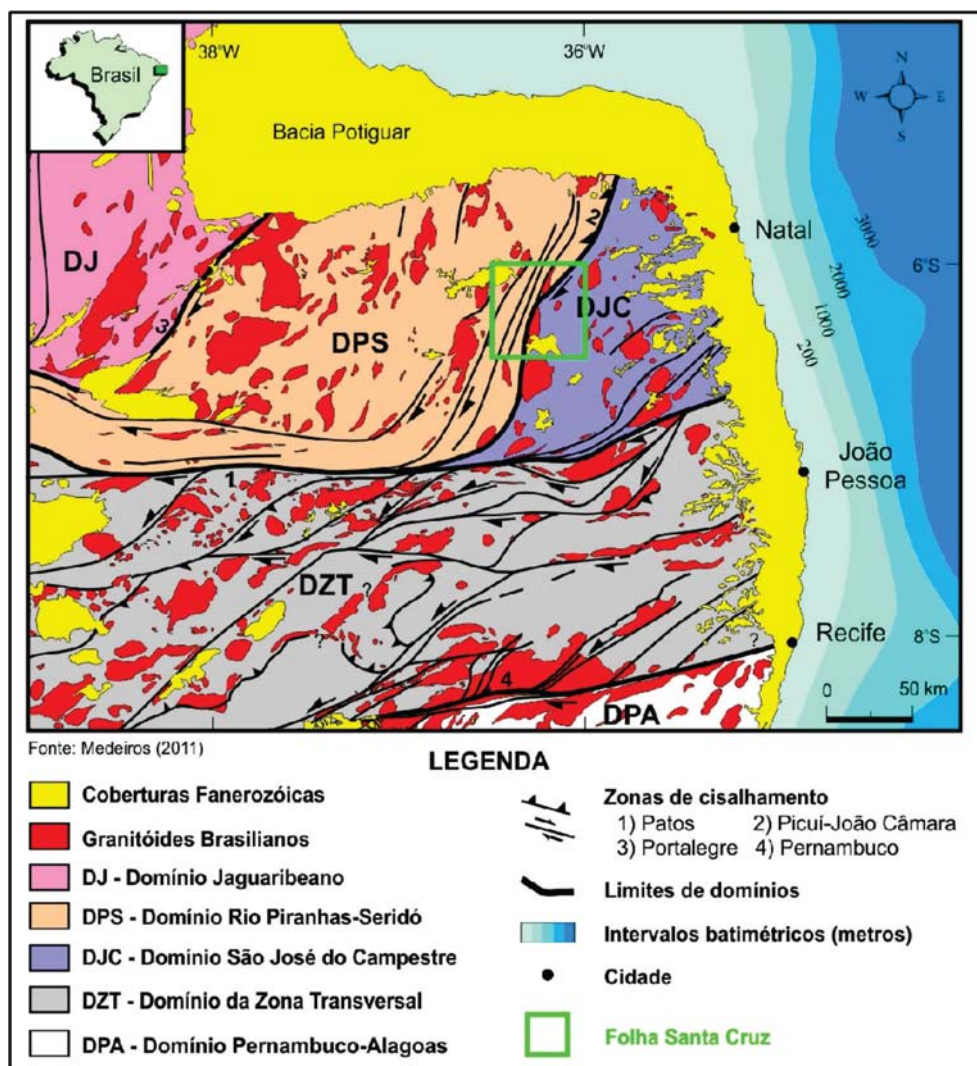 38°W
36°W
Brasil
N
W E
S
Bacia Potiguar
Natal
DJ
2
3000
6°S
DJC
2000
3
DPS
1000
200
João
Pessoa
1
DZT
?
?
?
Recife
8°S
4
0 50 km
DPA
Fonte: Medeiros (2011)
LEGENDA
Coberturas Fanerozóicas
Granitóides Brasilianos
DJ - Domínio Jaguaribeano
DPS - Domínio Rio Piranhas-Seridó
DJC - Domínio São José do Campestre
DZT - Domínio da Zona Transversal
DPA - Domínio Pernambuco-Alagoas
Zonas de cisalhamento
1) Patos 2) Picuí-João Câmara
3) Portalegre 4) Pernambuco
Limites de domínios
Intervalos batimétricos (metros)
Cidade
Folha Santa Cruz